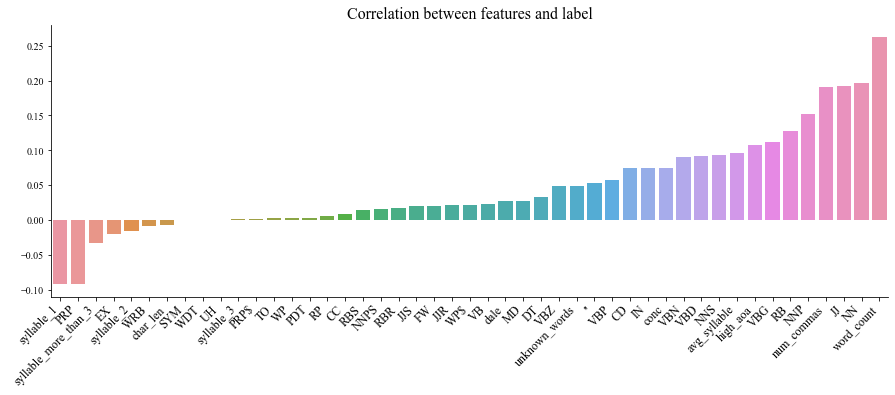 Correlation between features and label
0.25
0.20
0.15
0.10
0.05
0.00
−0.05
−0.10
syllable_1
PRP
syllable_more_than_3
EX
syllable_2
WRB
char_len
SYM
WDT
UH
syllable_3
PRPS
TO
WP
PDT
RP
CC
RBS
NNPS
RBR
JJS
FW
JJR
WPS
VB
dale
MD
DT
VBZ
unknown_words
VBP
CD
IN
conc
VBN
VBD
NNS
avg_syllable
high_aoa
VBG
RB
NNP
num_commas
JJ
NN
word_count